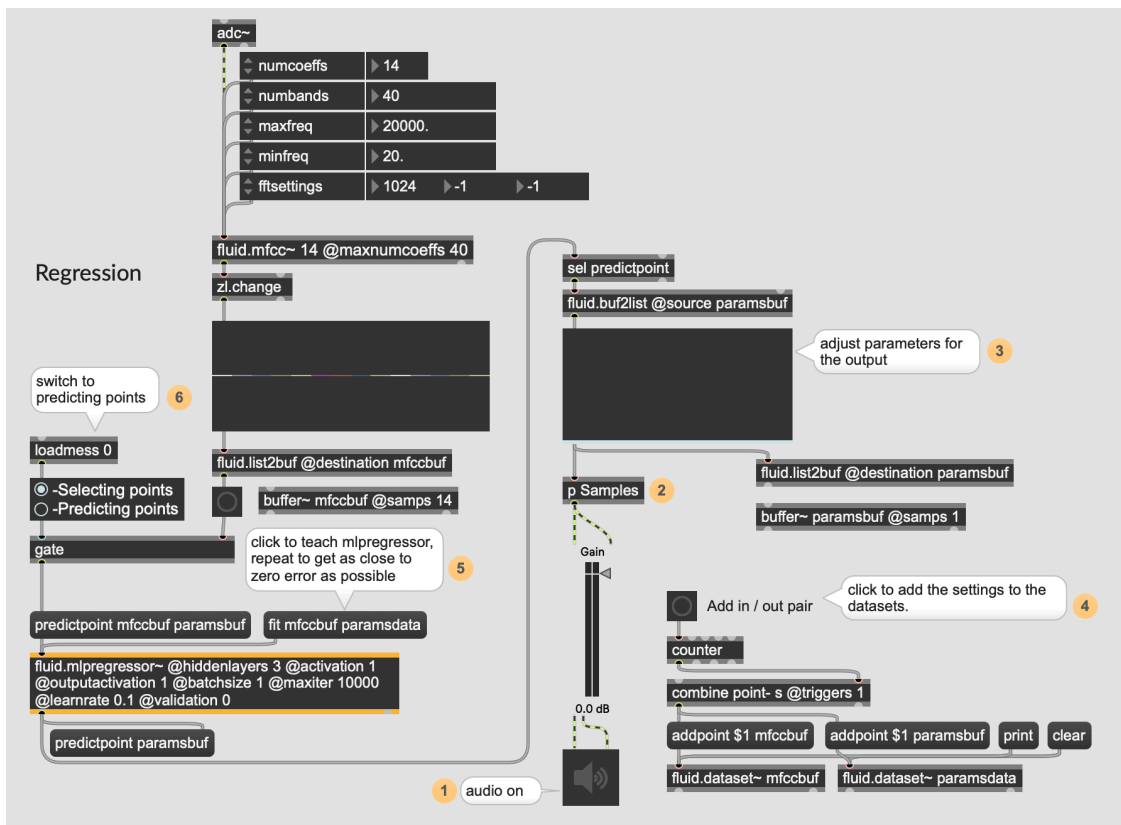 adc~
numcoeffs 14
numbands 40
maxfreq 20000.
minfreq 20.
fftsettings 1024 -1 -1
fluid.mfcc~ 14 @maxnumcoeffs 40
Regression
zl.change
switch to
predicting points
6
loadmess 0
-Selecting points
-Predicting points
fluid.list2buf @destination mfccbuf
buffer~ mfccbuf @samps 14
gate
click to teach mlpregressor,
repeat to get as close to
zero error as possible
5
predictpoint mfccbuf paramsbuf
fit mfccbuf paramsdata
fluid.mlpregressor~ @hiddenlayers 3 @activation 1
@outputactivation 1 @batchsize 1 @maxiter 10000
@learnrate 0.1 @validation 0
predictpoint paramsbuf
sel predictpoint
fluid.buf2list @source paramsbuf
adjust parameters for
the output
3
fluid.list2buf @destination paramsbuf
p Samples
2
buffer~ paramsbuf @samps 1
Gain
0.0 dB
1
audio on
Add in / out pair
click to add the settings to the
datasets.
4
counter
combine point- s @triggers 1
addpoint $1 mfccbuf
addpoint $1 paramsbuf
print
clear
fluid.dataset~ mfccbuf
fluid.dataset~ paramsdata